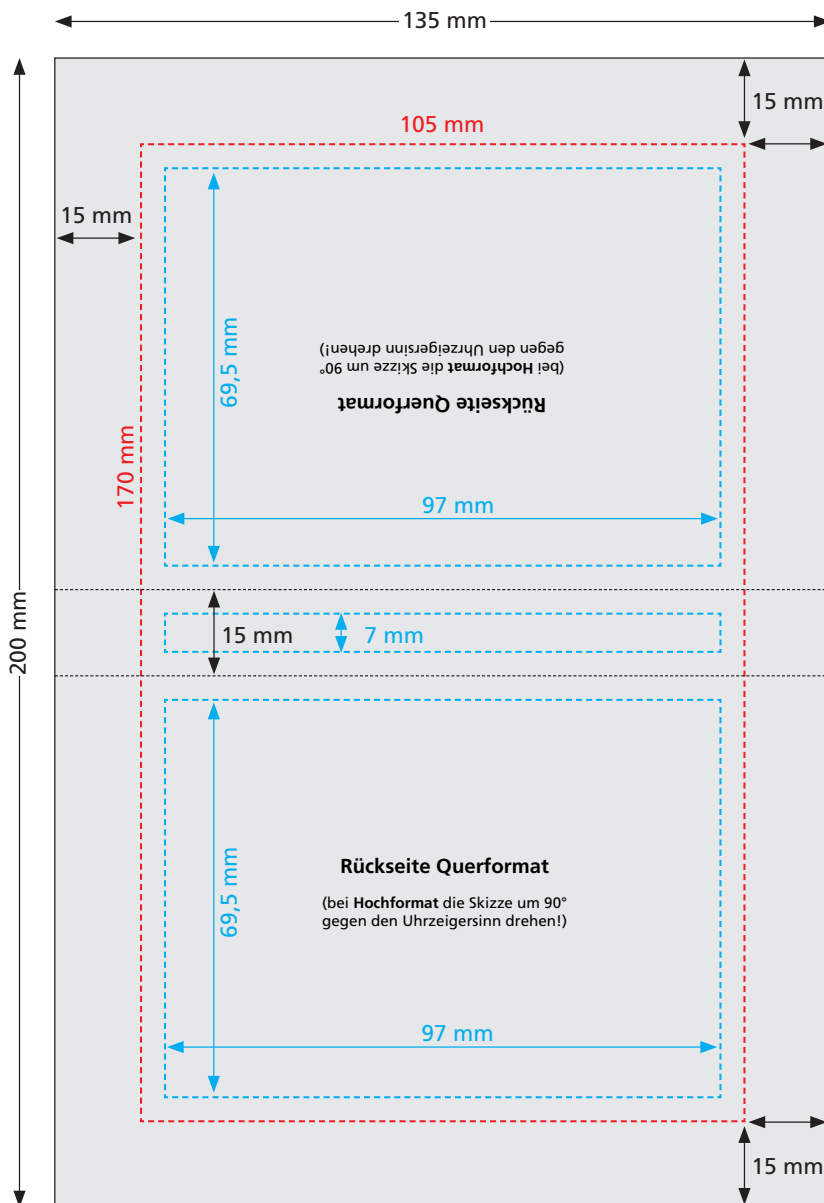 135 mm
15 mm
105 mm
15 mm
69,5 mm
(bei Hochformat die Skizze um 90°
gegen den Uhrzeigersinn drehen!)
Rückseite Querformat
170 mm
97 mm
200 mm
15 mm
7 mm
69,5 mm
Rückseite Querformat
(bei Hochformat die Skizze um 90°
gegen den Uhrzeigersinn drehen!)
97 mm
15 mm